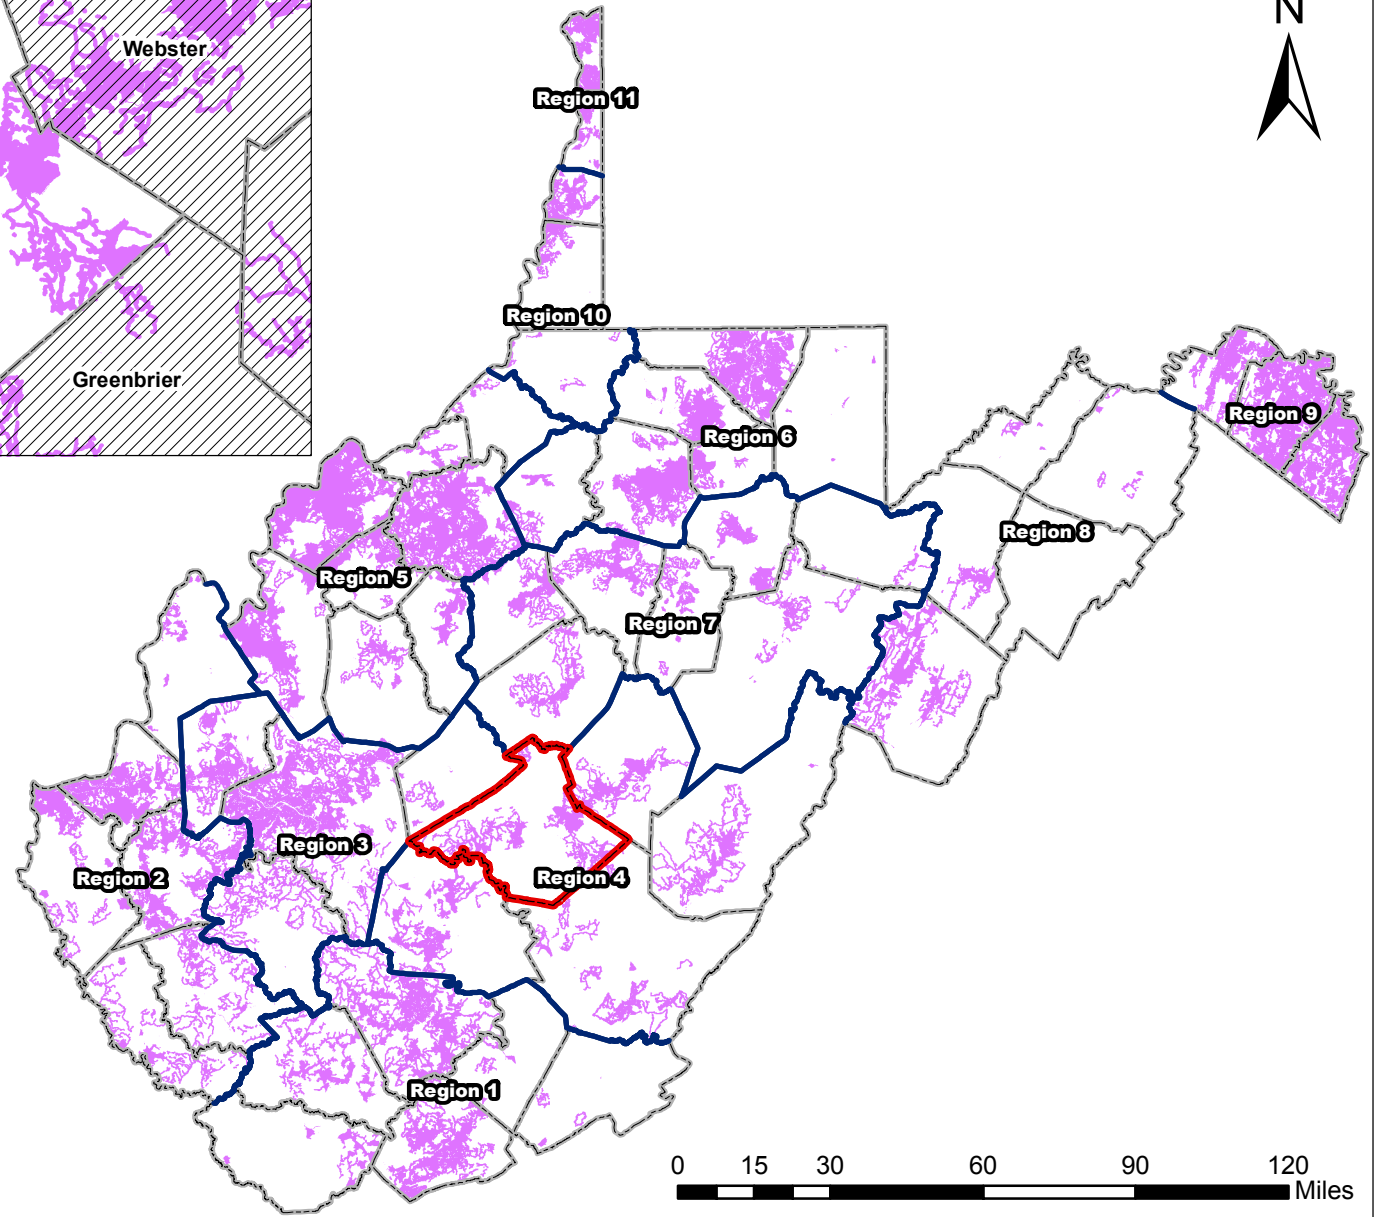 N
Webster
Greenbrier
Region 11
Region 10
Region 9
Region 6
Region 8
Region 5
Region 7
Region 3
Region 2
Region 4
Region 1
0 15 30 60 90 120
Miles